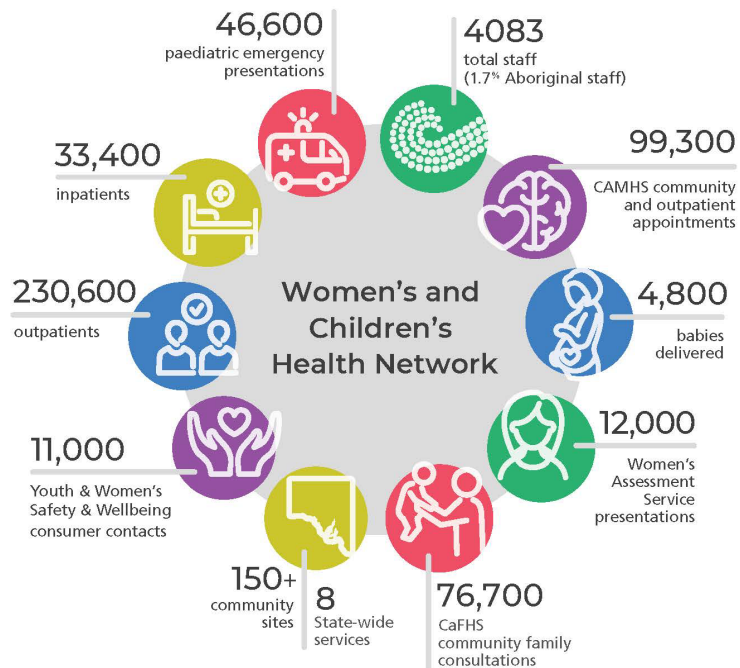 46,600
paediatric emergency
presentations
4083
total staff
(1.7% Aboriginal staff)
99,300
CAMHS community
and outpatient
appointments
4,800
babies
delivered
12,000
Women's
Assessment
Service
presentations
76,700
CaFHS
community family
consultations
8
State-wide
services
150+
community
sites
11,000
Youth & Women's
Safety & Wellbeing
consumer contacts
230,600
outpatients
33,400
inpatients
Women's and
Children's
Health Network